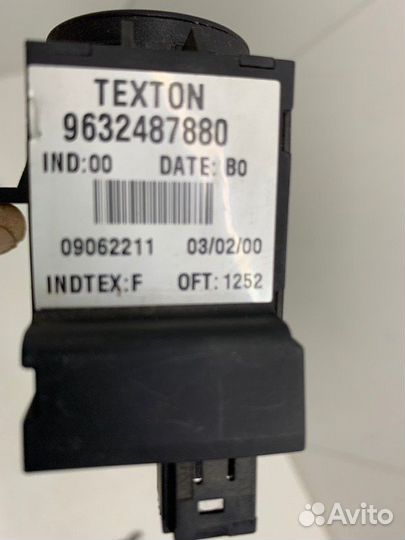 TEXTON
9632487880
IND:00 DATE: B0
09062211 03/02/00
INDTEX:F OFT:1252
Avito